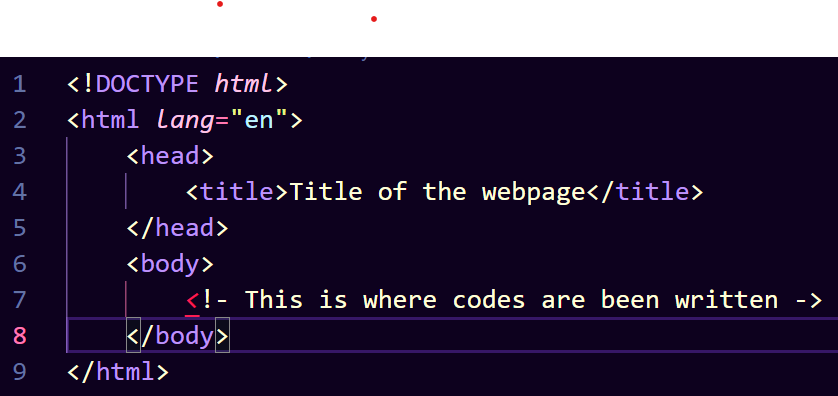 1 <!DOCTYPE html>
2 <html lang="en">
3 <head>
4 <title>Title of the webpage</title>
5 </head>
6 <body>
7 <!- This is where codes are been written ->
8 </body>
9 </html>